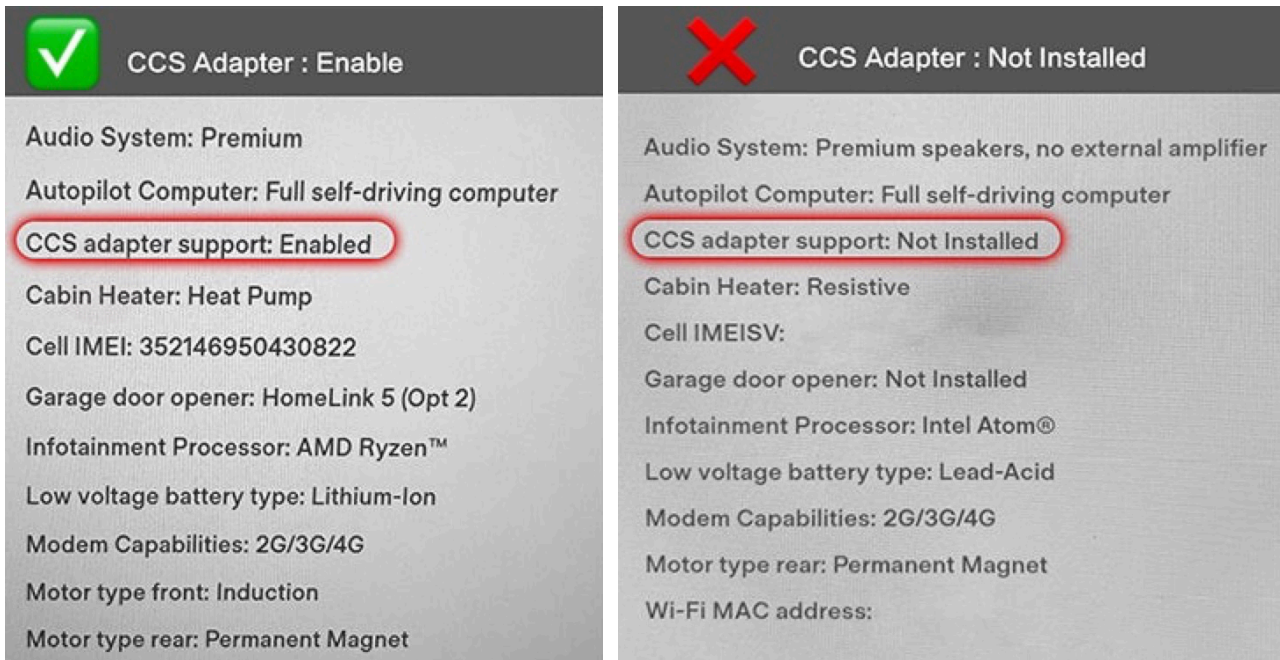 CCS Adapter : Enable
Audio System: Premium
Autopilot Computer: Full self-driving computer
CCS adapter support: Enabled
Cabin Heater: Heat Pump
Cell IMEI: 352146950430822
Garage door opener: HomeLink 5 (Opt 2)
Infotainment Processor: AMD Ryzen™
Low voltage battery type: Lithium-Ion
Modem Capabilities: 2G/3G/4G
Motor type front: Induction
Motor type rear: Permanent Magnet
CCS Adapter : Not Installed
Audio System: Premium speakers, no external amplifier
Autopilot Computer: Full self-driving computer
CCS adapter support: Not Installed
Cabin Heater: Resistive
Cell IMEISV:
Garage door opener: Not Installed
Infotainment Processor: Intel Atom®
Low voltage battery type: Lead-Acid
Modem Capabilities: 2G/3G/4G
Motor type rear: Permanent Magnet
Wi-Fi MAC address: